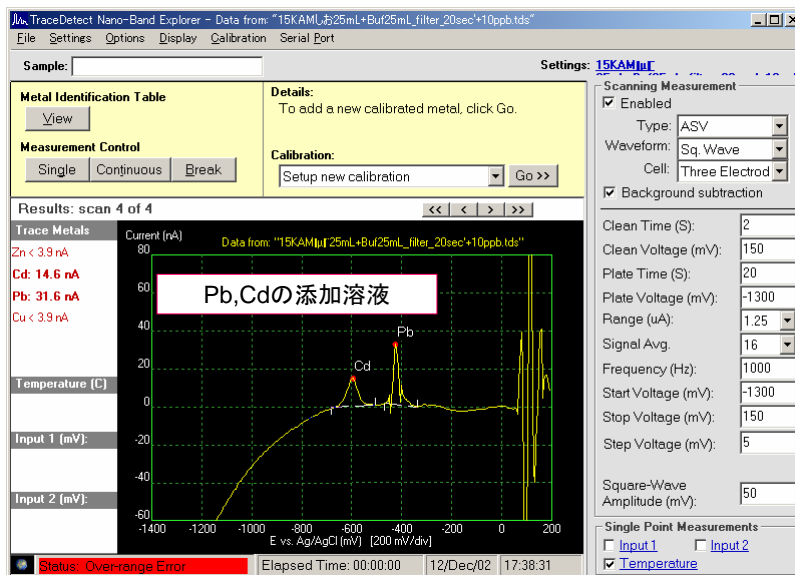 TraceDetect Nano-Band Explorer - Data from: "15KAMしお25mL+Buf25mL_filter_20sec'+10ppb.tds"
File Settings Options Display Calibration Serial Port
Sample:
Settings: 15KAM
Metal Identification Table
View
Measurement Control
Single Continuous Break
Details:
To add a new calibrated metal, click Go.
Calibration:
Setup new calibration Go >>
Results: scan 4 of 4
<< < > >>
Trace Metals
Zn < 3.9 nA
Cd: 14.6 nA
Pb: 31.6 nA
Cu < 3.9 nA
Temperature (C)
Input 1 (mV):
Input 2 (mV):
Current (nA)
Data from: "15KAM 25mL+Buf25mL_filter_20sec'+10ppb.tds"
Pb,Cdの添加溶液
Cd
Pb
80
60
40
20
0
-20
-40
-60
-1400 -1200 -1000 -800 -600 -400 -200 0 200
E vs. Ag/AgCl (mV) [200 mV/div]
Scanning Measurement
Enabled
Type: ASV
Waveform: Sq. Wave
Cell: Three Electrod
Background subtraction
Clean Time (S): 2
Clean Voltage (mV): 150
Plate Time (S): 20
Plate Voltage (mV): -1300
Range (uA): 1.25
Signal Avg. 16
Frequency (Hz): 1000
Start Voltage (mV): -1300
Stop Voltage (mV): 150
Step Voltage (mV): 5
Square-Wave
Amplitude (mV): 50
Single Point Measurements
Input 1 Input 2
Temperature
Status: Over-range Error Elapsed Time: 00:00:00 12/Dec/02 17:38:31